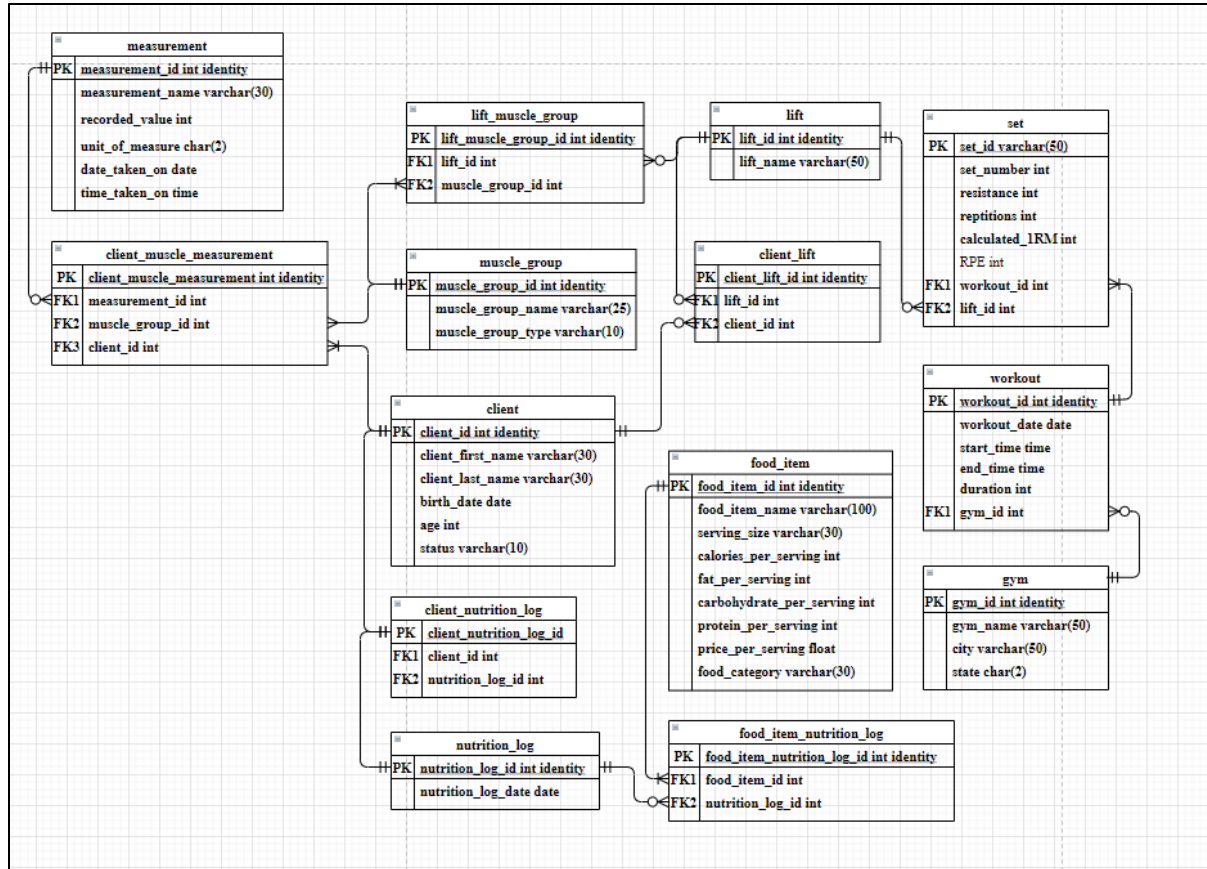 measurement
PK measurement_id int identity
measurement_name varchar(30)
recorded_value int
unit_of_measure char(2)
date_taken_on date
time_taken_on time
client_muscle_measurement
PK client_muscle_measurement int identity
FK1 measurement_id int
FK2 muscle_group_id int
FK3 client_id int
lift_muscle_group
PK lift_muscle_group_id int identity
FK1 lift_id int
FK2 muscle_group_id int
muscle_group
PK muscle_group_id int identity
muscle_group_name varchar(25)
muscle_group_type varchar(10)
lift
PK lift_id int identity
lift_name varchar(50)
client_lift
PK client_lift_id int identity
FK1 lift_id int
FK2 client_id int
set
PK set_id varchar(50)
set_number int
resistance int
reptitions int
calculated_1RM int
RPE int
FK1 workout_id int
FK2 lift_id int
workout
PK workout_id int identity
workout_date date
start_time time
end_time time
duration int
FK1 gym_id int
gym
PK gym_id int identity
gym_name varchar(50)
city varchar(50)
state char(2)
client
PK client_id int identity
client_first_name varchar(30)
client_last_name varchar(30)
birth_date date
age int
status varchar(10)
client_nutrition_log
PK client_nutrition_log_id
FK1 client_id int
FK2 nutrition_log_id int
nutrition_log
PK nutrition_log_id int identity
nutrition_log_date date
food_item
PK food_item_id int identity
food_item_name varchar(100)
serving_size varchar(30)
calories_per_serving int
fat_per_serving int
carbohydrate_per_serving int
protein_per_serving int
price_per_serving float
food_category varchar(30)
food_item_nutrition_log
PK food_item_nutrition_log_id int identity
FK1 food_item_id int
FK2 nutrition_log_id int